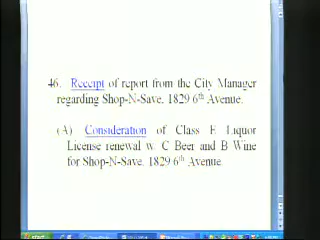 46. Receipt of report from the City Manager
regarding Shop-N-Save, 1829 6th Avenue.
(A) Consideration of Class E Liquor
License renewal w/ C Beer and B Wine
for Shop-N-Save, 1829 6th Avenue.
start